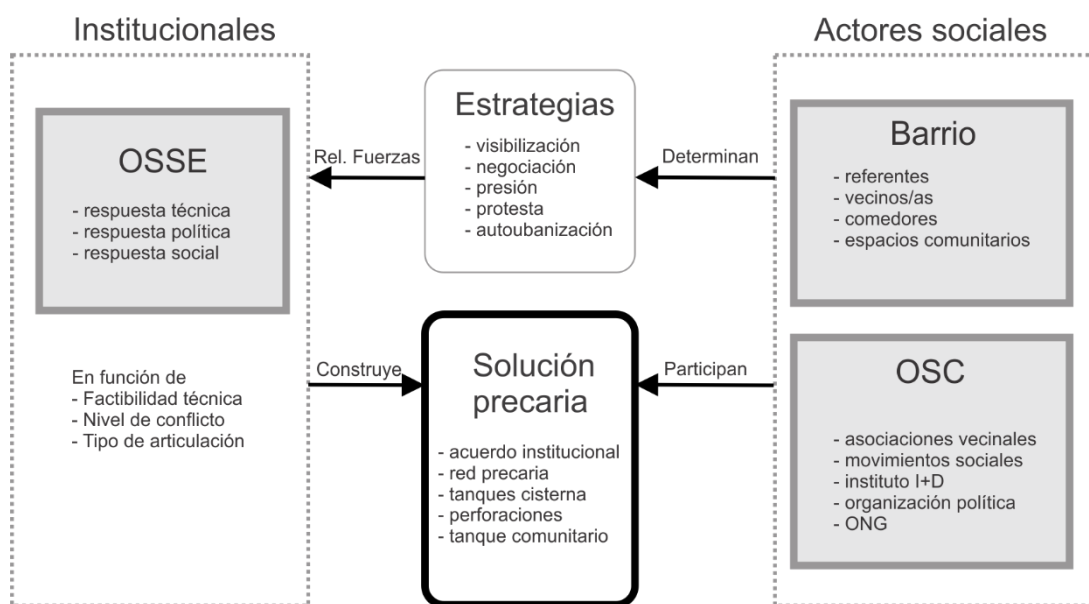 Institucionales
OSSE
- respuesta técnica
- respuesta política
- respuesta social
En función de
- Factibilidad técnica
- Nivel de conflicto
- Tipo de articulación
Rel. Fuerzas
Construye
Estrategias
- visibilización
- negociación
- presión
- protesta
- autoubanización
Solución
precaria
- acuerdo institucional
- red precaria
- tanques cisterna
- perforaciones
- tanque comunitario
Determinan
Participan
Actores sociales
Barrio
- referentes
- vecinos/as
- comedores
- espacios comunitarios
OSC
- asociaciones vecinales
- movimientos sociales
- instituto I+D
- organización política
- ONG